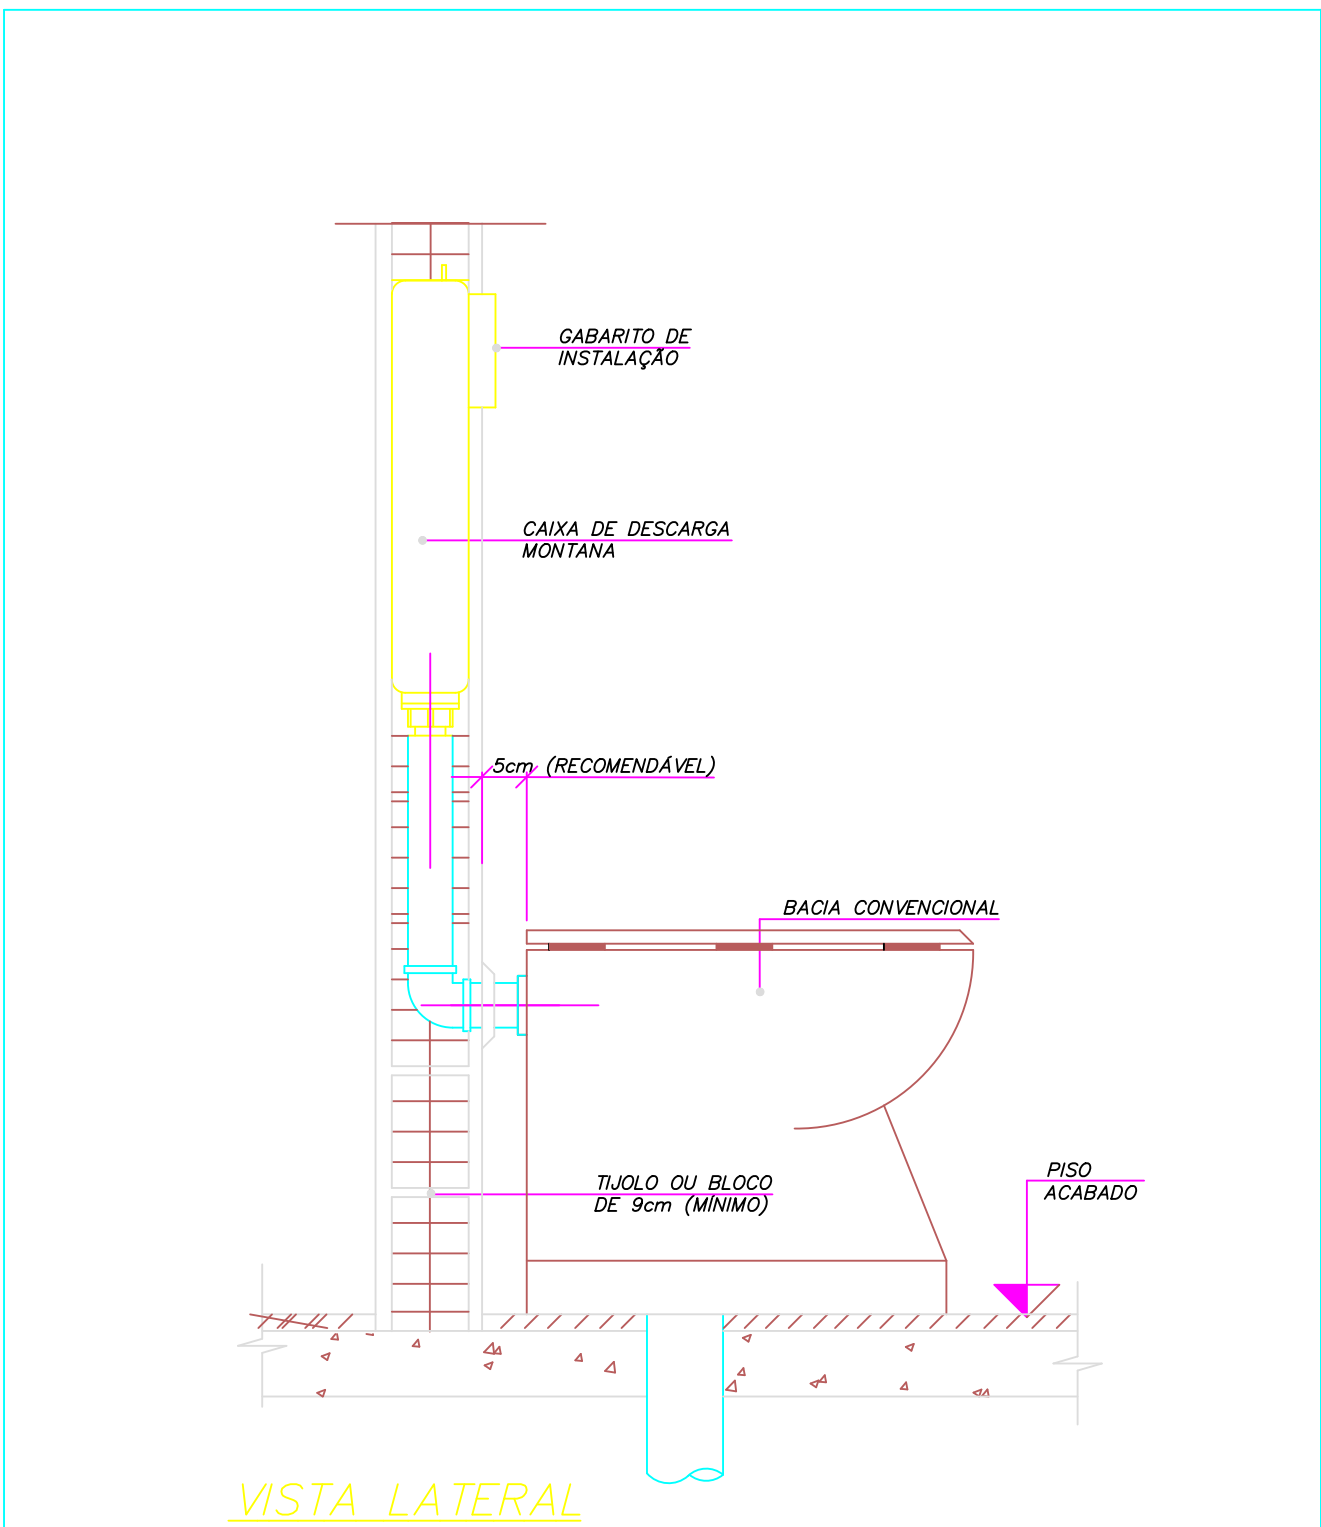 GABARITO DE
INSTALAÇÃO
CAIXA DE DESCARGA
MONTANA
5cm (RECOMENDÁVEL)
BACIA CONVENCIONAL
TIJOLO OU BLOCO
DE 9cm (MÍNIMO)
PISO
ACABADO
VISTA LATERAL